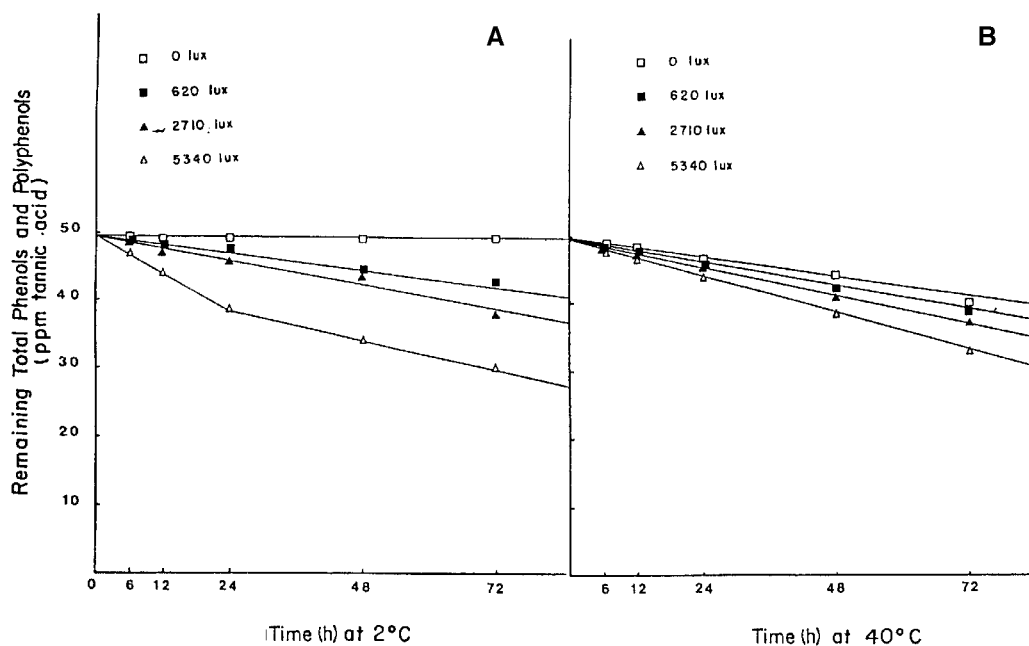 A
0 lux
620 lux
2710 lux
5340 lux
B
0 lux
620 lux
2710 lux
5340 lux
Remaining Total Phenols and Polyphenols
(ppm tannic acid)
50
40
30
20
10
0
6
12
24
48
72
6
12
24
48
72
Time (h) at 2°C
Time (h) at 40°C